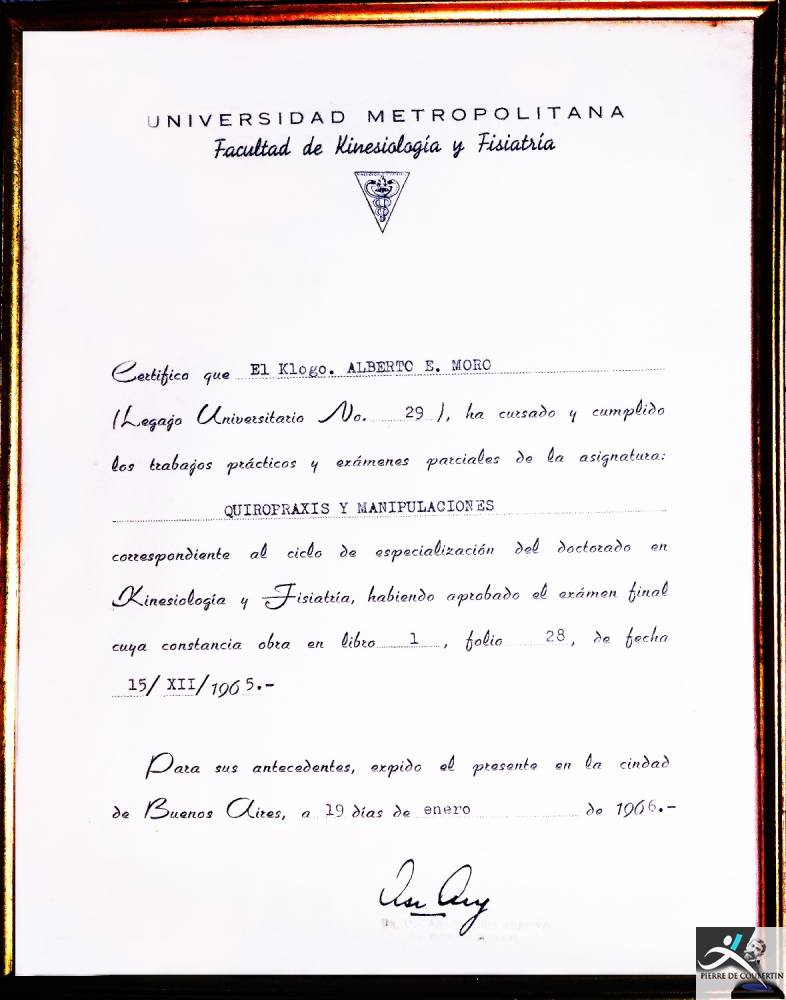 UNIVERSIDAD METROPOLITANA
Facultad de Kinesiología y Fisiatría
Certifico que El Klogo. ALBERTO E. MORO
(Legajo Universitario No. 29), ha cursado y cumplido
los trabajos prácticos y exámenes parciales de la asignatura:
QUIROPRAXIS Y MANIPULACIONES
correspondiente al ciclo de especialización del doctorado en
Kinesiología y Fisiatría, habiendo aprobado el exámen final
cuya constancia obra en libro 1, folio 28, de fecha
15/XII/1965.-
Para sus antecedentes, expido el presente en la ciudad
de Buenos Aires, a 19 días de enero de 1966.-
PIERRE DE COUBERTIN